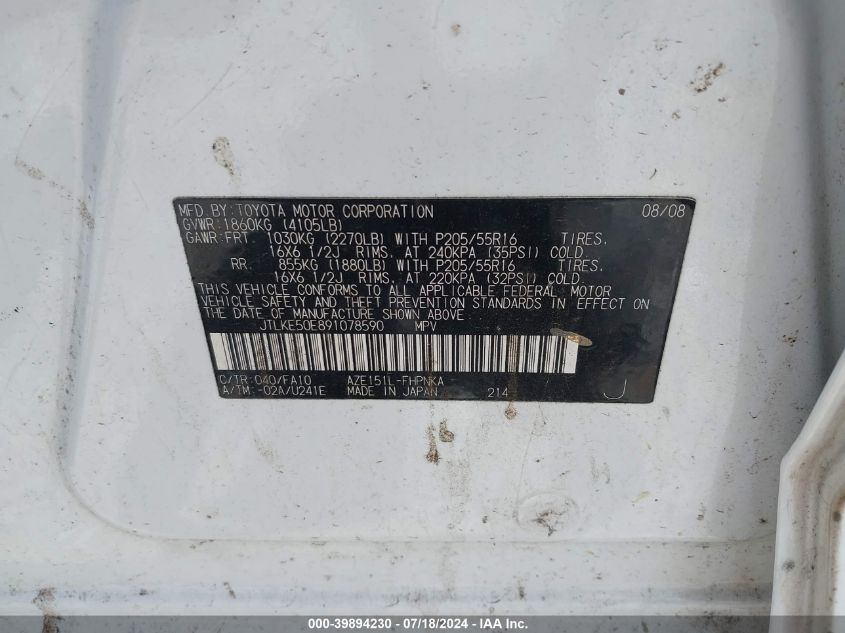 MFD BY: TOYOTA MOTOR CORPORATION 08/08
GVWR: 1860KG (4105LB)
GAWR: FRT. 1030KG (2270LB) WITH P205/55R16 TIRES.
16X6 1/2J RIMS. AT 240KPA (35PSI) COLD.
RR. 855KG (1880LB) WITH P205/55R16 TIRES.
16X6 1/2J RIMS. AT 220KPA (32PSI) COLD.
THIS VEHICLE CONFORMS TO ALL APPLICABLE FEDERAL MOTOR
VEHICLE SAFETY AND THEFT PREVENTION STANDARDS IN EFFECT ON
THE DATE OF MANUFACTURE SHOWN ABOVE.
JTLKE50E891078590 MPV
C/TR: 040/FA10 AZE151L-FHPNKA
A/TM: -02A/U241E MADE IN JAPAN 214 J
000-39894230 - 07/18/2024 - IAA Inc.